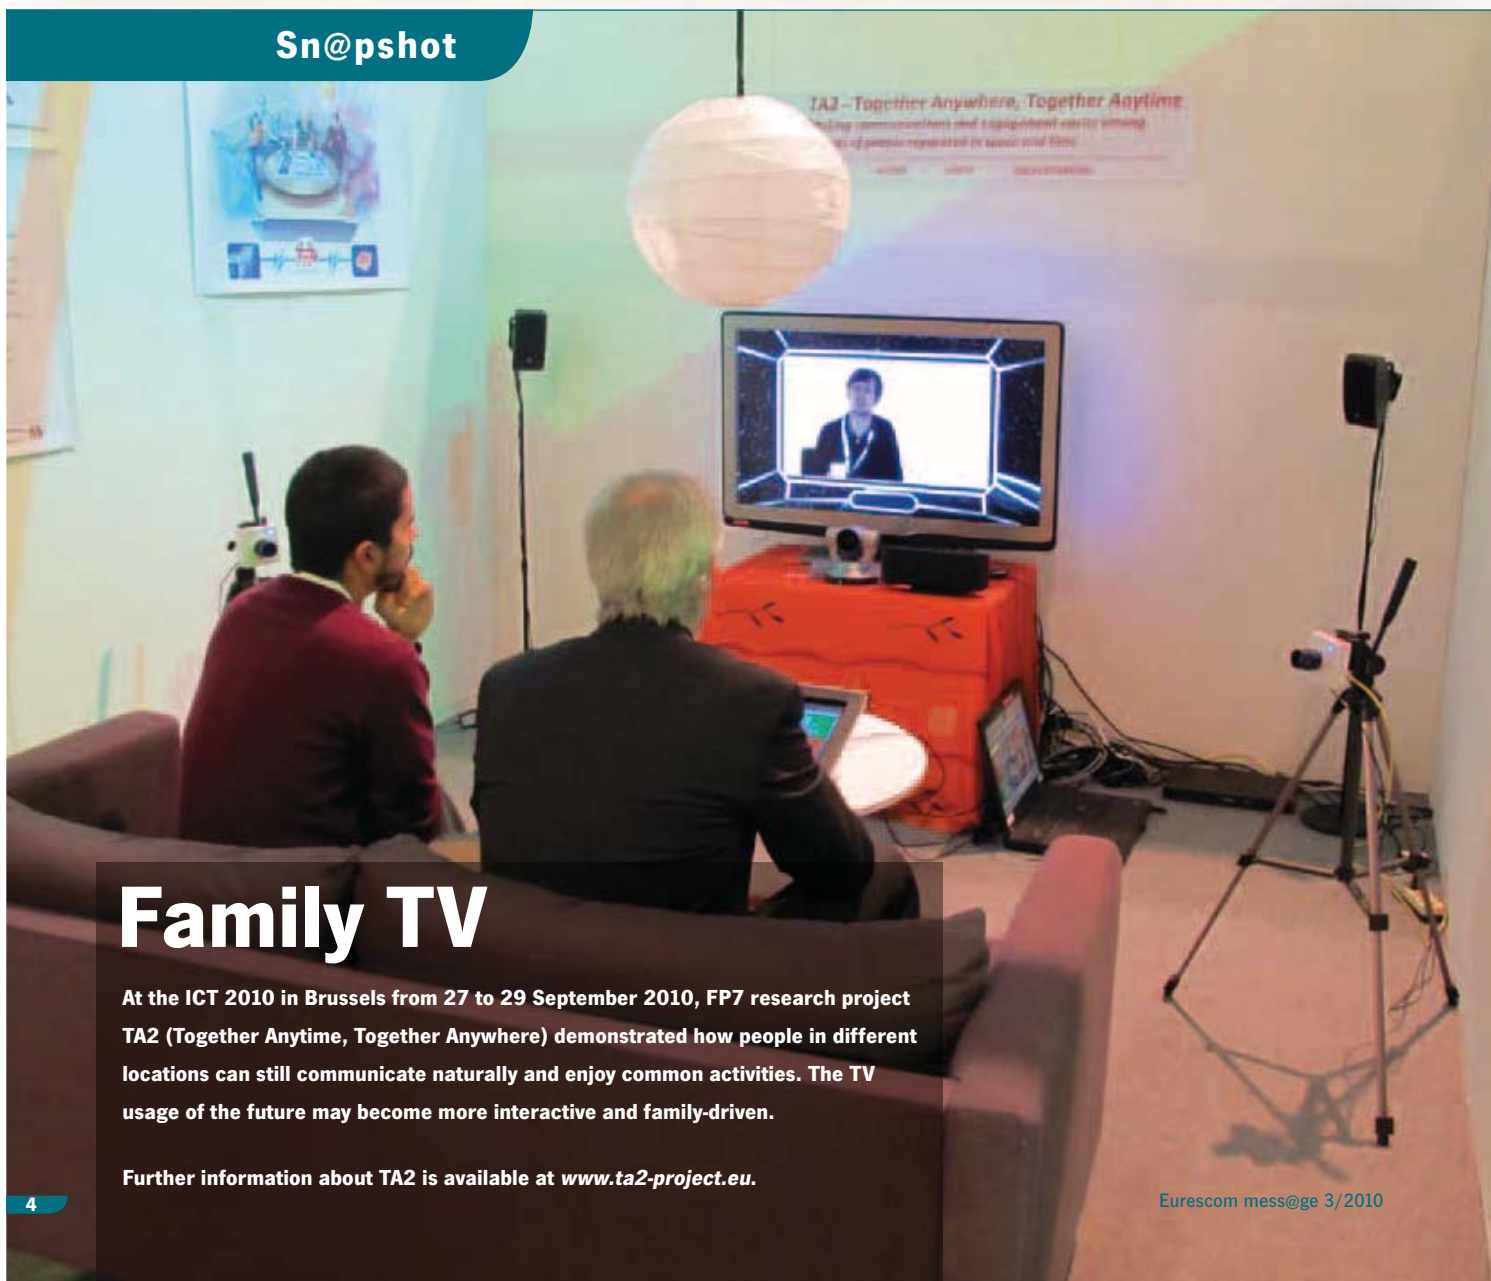 Sn@pshot
TA2 – Together Anywhere, Together Anytime
Family TV
At the ICT 2010 in Brussels from 27 to 29 September 2010, FP7 research project
TA2 (Together Anytime, Together Anywhere) demonstrated how people in different
locations can still communicate naturally and enjoy common activities. The TV
usage of the future may become more interactive and family-driven.
Further information about TA2 is available at www.ta2-project.eu.
4
Eurescom mess@ge 3/2010